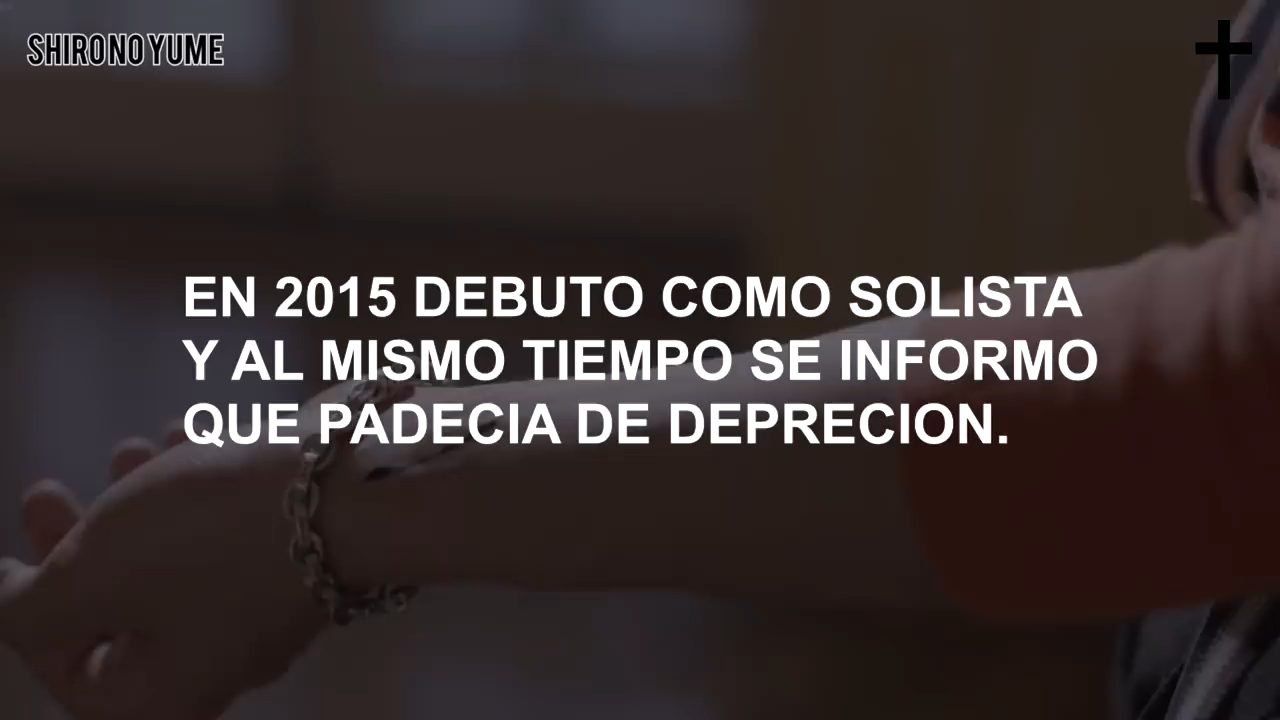 SHIRONO YUME
EN 2015 DEBUTO COMO SOLISTA
Y AL MISMO TIEMPO SE INFORMO
QUE PADECIA DE DEPRECION.